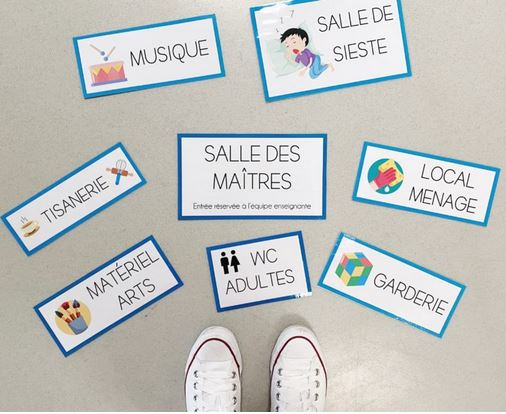 MUSIQUE
SALLE DE
SIESTE
TISANERIE
SALLE DES
MAÎTRES
Entrée réservée à l'équipe enseignante
LOCAL
MENAGE
MATÉRIEL
ARTS
WC
ADULTES
GARDERIE